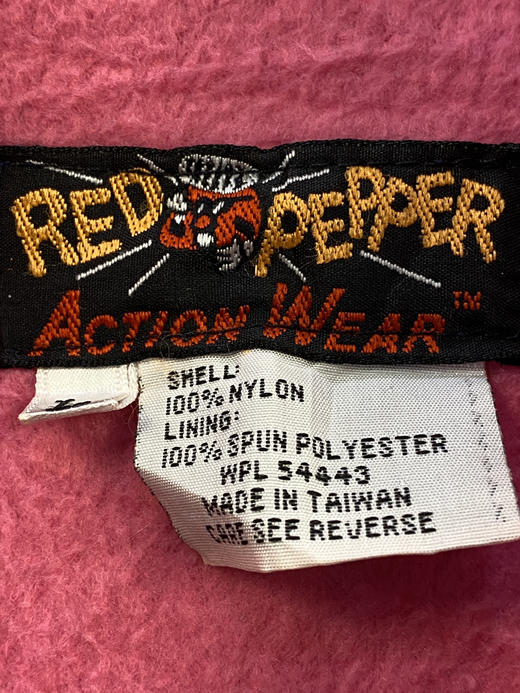 RED PEPPER
ACTION WEAR™
SHELL:
100% NYLON
LINING:
100% SPUN POLYESTER
WPL 54443
MADE IN TAIWAN
CARE SEE REVERSE